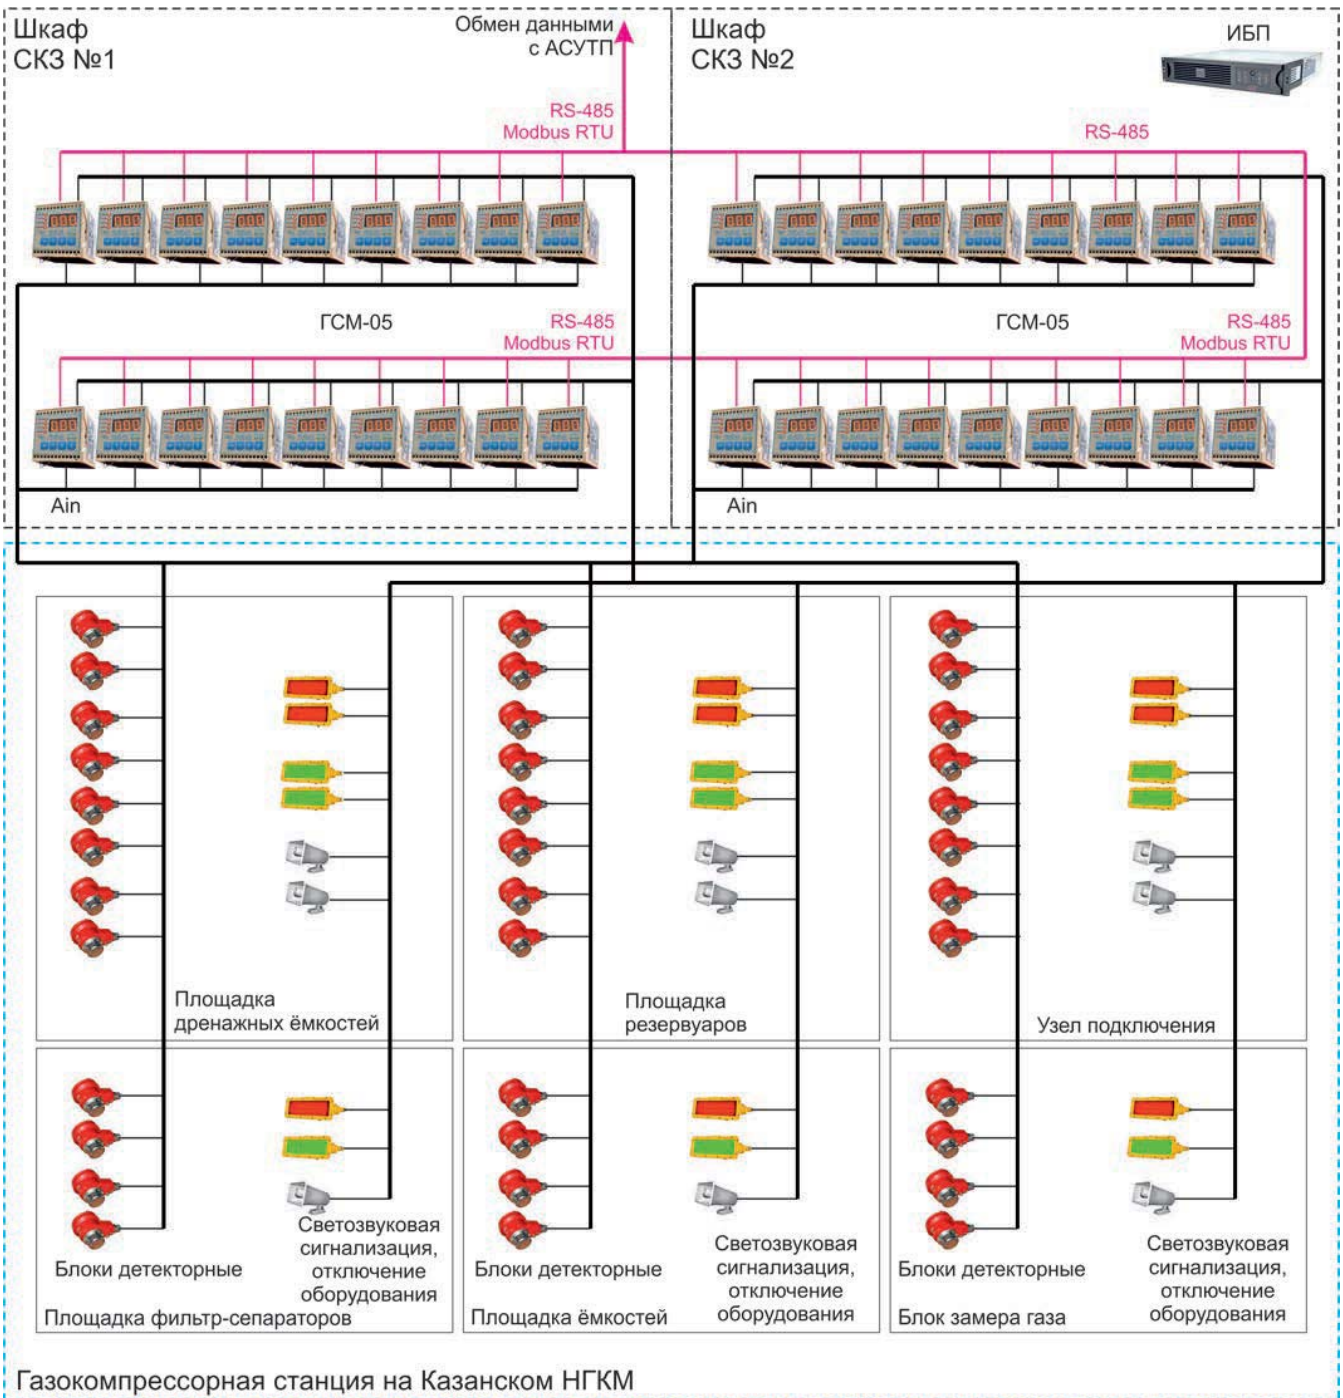 Шкаф
СКЗ №1
Обмен данными
с АСУТП
Шкаф
СКЗ №2
ИБП
RS-485
Modbus RTU
RS-485
ГСМ-05
RS-485
Modbus RTU
ГСМ-05
RS-485
Modbus RTU
Ain
Ain
Площадка
дренажных ёмкостей
Площадка
резервуаров
Узел подключения
Блоки детекторные
Светозвуковая
сигнализация,
отключение
оборудования
Площадка фильтр-сепараторов
Блоки детекторные
Светозвуковая
сигнализация,
отключение
оборудования
Площадка ёмкостей
Блоки детекторные
Светозвуковая
сигнализация,
отключение
оборудования
Блок замера газа
Газокомпрессорная станция на Казанском НГКМ